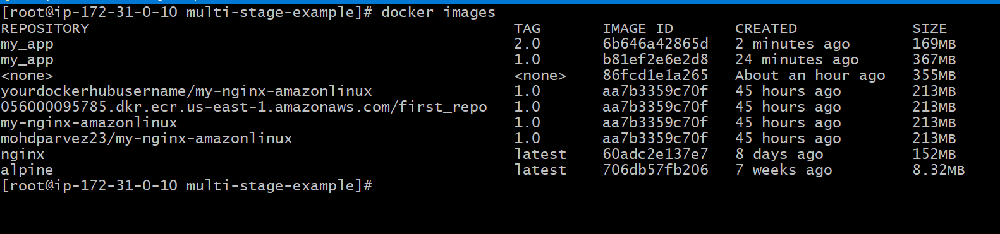 [root@ip-172-31-0-10 multi-stage-example]# docker images
REPOSITORY TAG IMAGE ID CREATED SIZE
my_app 2.0 6b646a42865d 2 minutes ago 169MB
my_app 1.0 b81ef2e6e2d8 24 minutes ago 367MB
<none> <none> 86fcd1e1a265 About an hour ago 355MB
yourdockerhubusername/my-nginx-amazonlinux 1.0 aa7b3359c70f 45 hours ago 213MB
056000095785.dkr.ecr.us-east-1.amazonaws.com/first_repo 1.0 aa7b3359c70f 45 hours ago 213MB
my-nginx-amazonlinux 1.0 aa7b3359c70f 45 hours ago 213MB
mohdparvez23/my-nginx-amazonlinux 1.0 aa7b3359c70f 45 hours ago 213MB
nginx latest 60adc2e137e7 8 days ago 152MB
alpine latest 706db57fb206 7 weeks ago 8.32MB
[root@ip-172-31-0-10 multi-stage-example]#